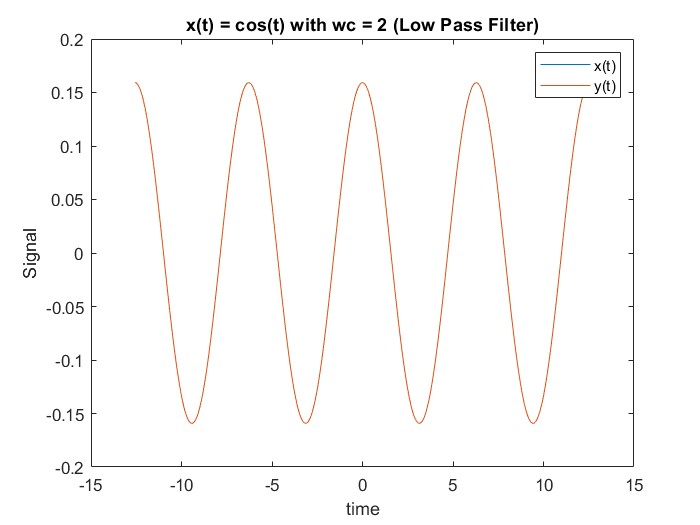 x(t) = cos(t) with wc = 2 (Low Pass Filter)
0.2
0.15
0.1
0.05
0
-0.05
-0.1
-0.15
-0.2
Signal
x(t)
y(t)
-15 -10 -5 0 5 10 15
time